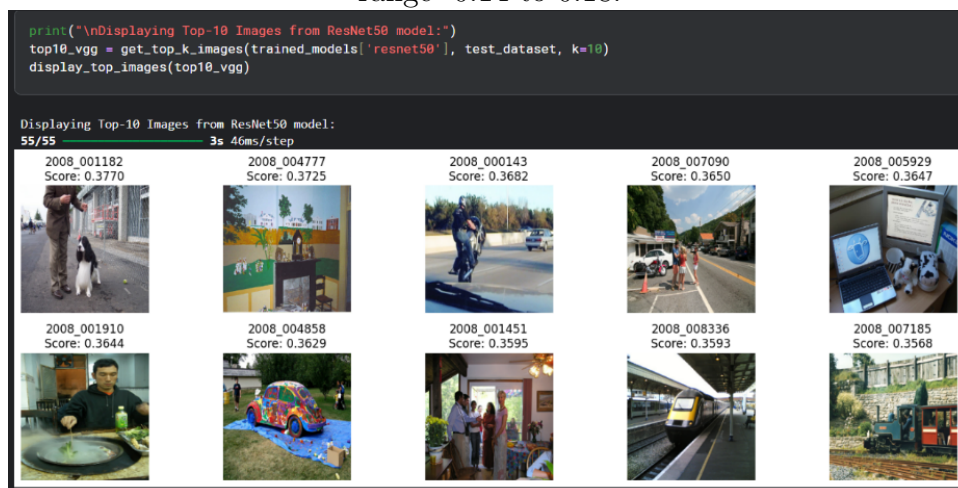 print("\nDisplaying Top-10 Images from ResNet50 model:")
top10_vgg = get_top_k_images(trained_models['resnet50'], test_dataset, k=10)
display_top_images(top10_vgg)
Displaying Top-10 Images from ResNet50 model:
55/55 3s 46ms/step
2008_001182 2008_004777 2008_000143 2008_007090 2008_005929
Score: 0.3770 Score: 0.3725 Score: 0.3682 Score: 0.3650 Score: 0.3647
2008_001910 2008_004858 2008_001451 2008_008336 2008_007185
Score: 0.3644 Score: 0.3629 Score: 0.3595 Score: 0.3593 Score: 0.3568